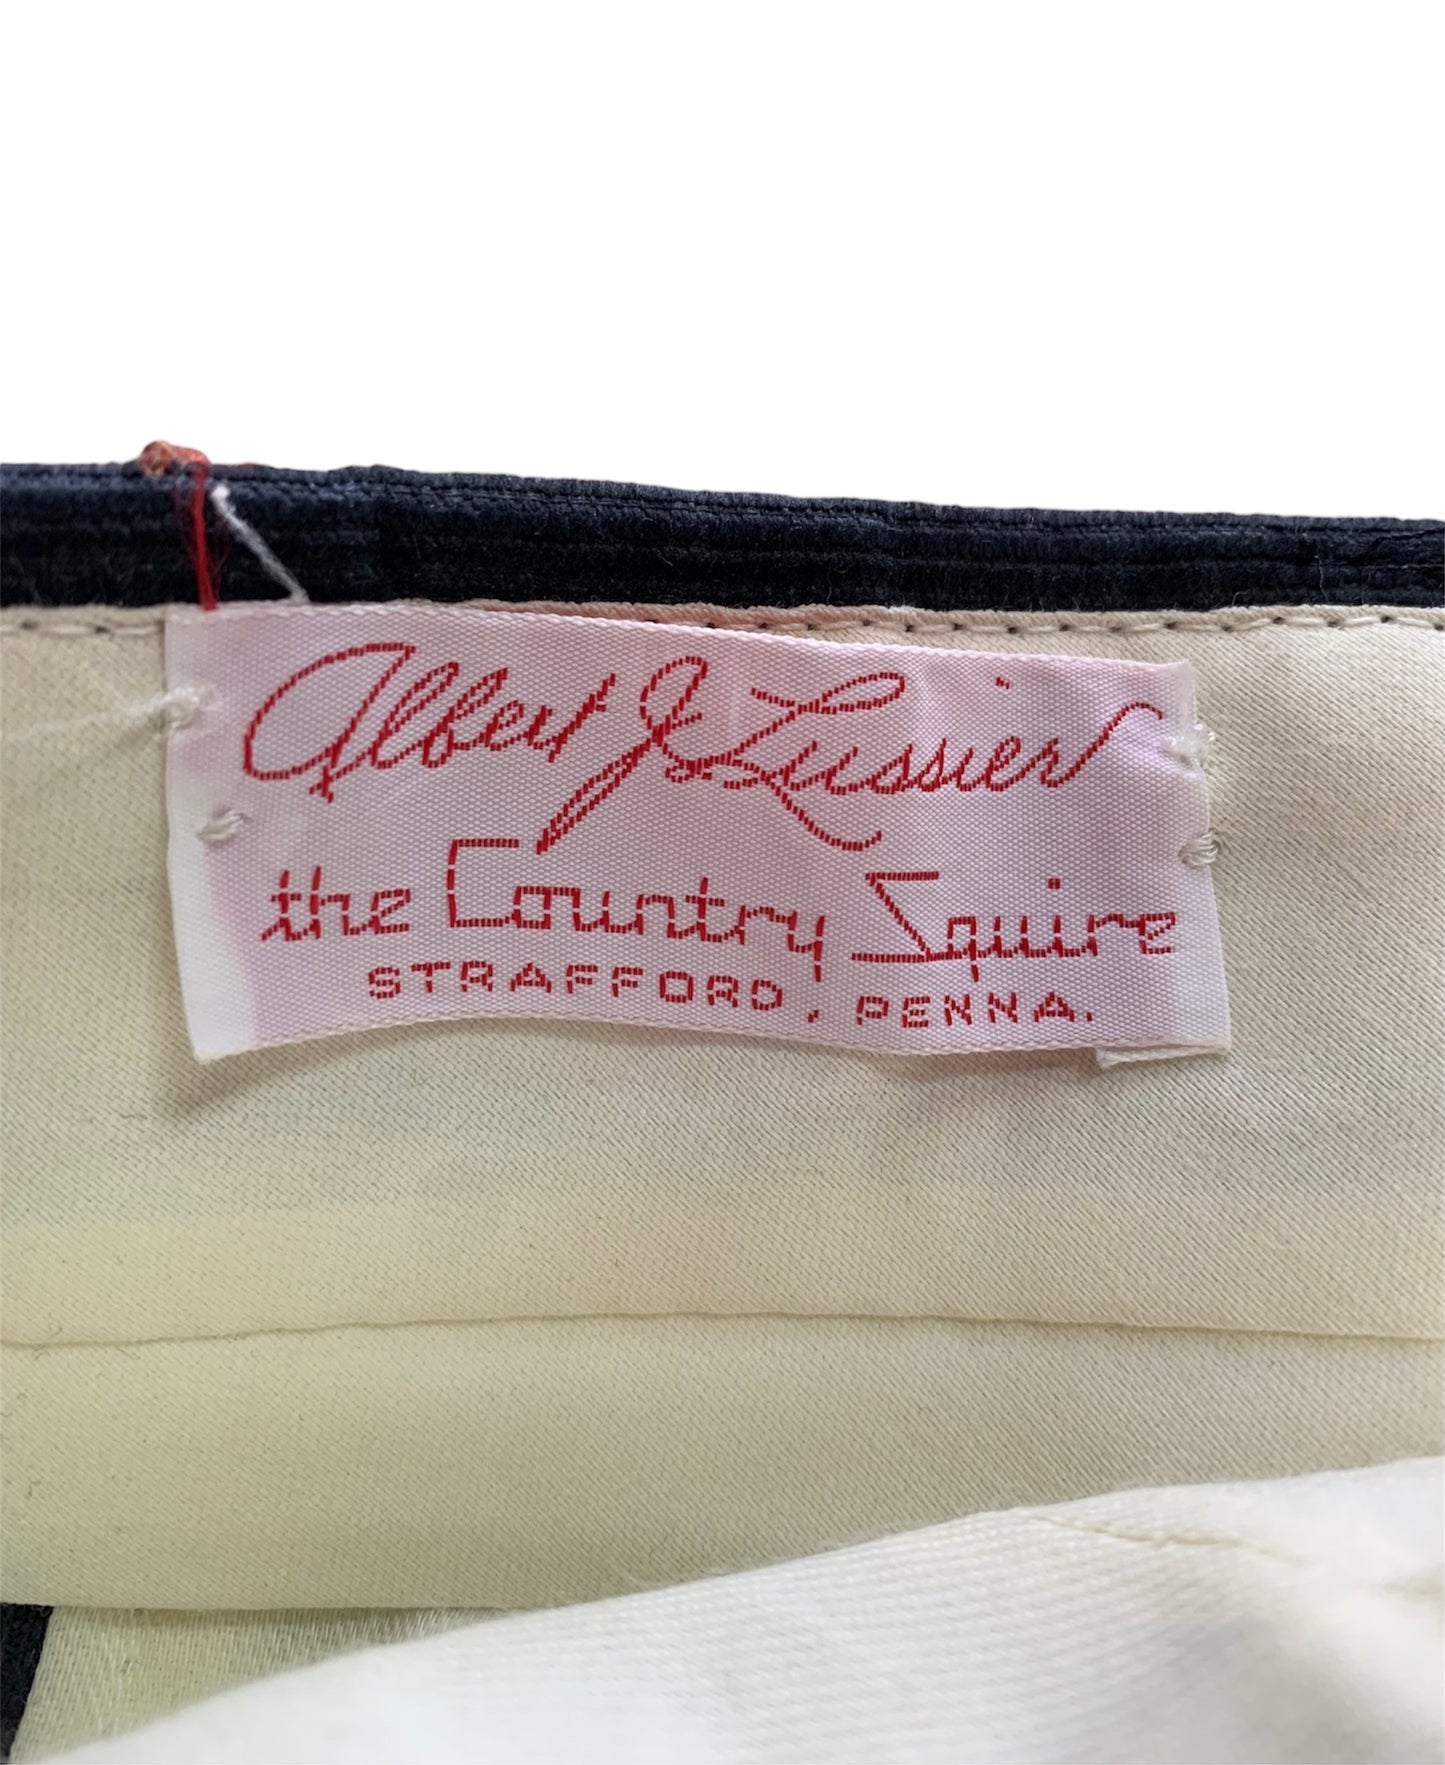 Albert J. Lussier
the Country Squire
STRAFFORD, PENNA.